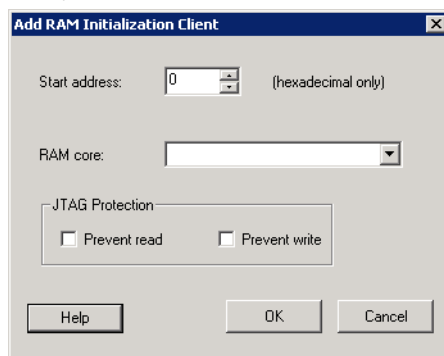 Add RAM Initialization Client
Start address: 0 (hexadecimal only)
RAM core:
JTAG Protection
Prevent read Prevent write
Help OK Cancel